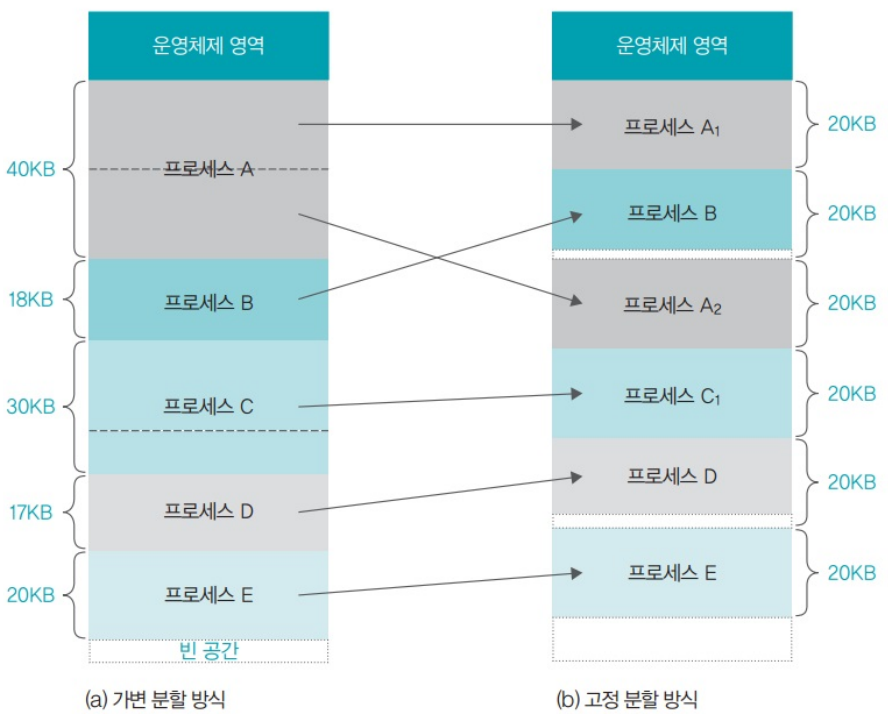 운영체제 영역
40KB
프로세스 A
18KB
프로세스 B
30KB
프로세스 C
17KB
프로세스 D
20KB
프로세스 E
빈 공간
(a) 가변 분할 방식
운영체제 영역
프로세스 A₁
20KB
프로세스 B
20KB
프로세스 A₂
20KB
프로세스 C₁
20KB
프로세스 D
20KB
프로세스 E
20KB
(b) 고정 분할 방식